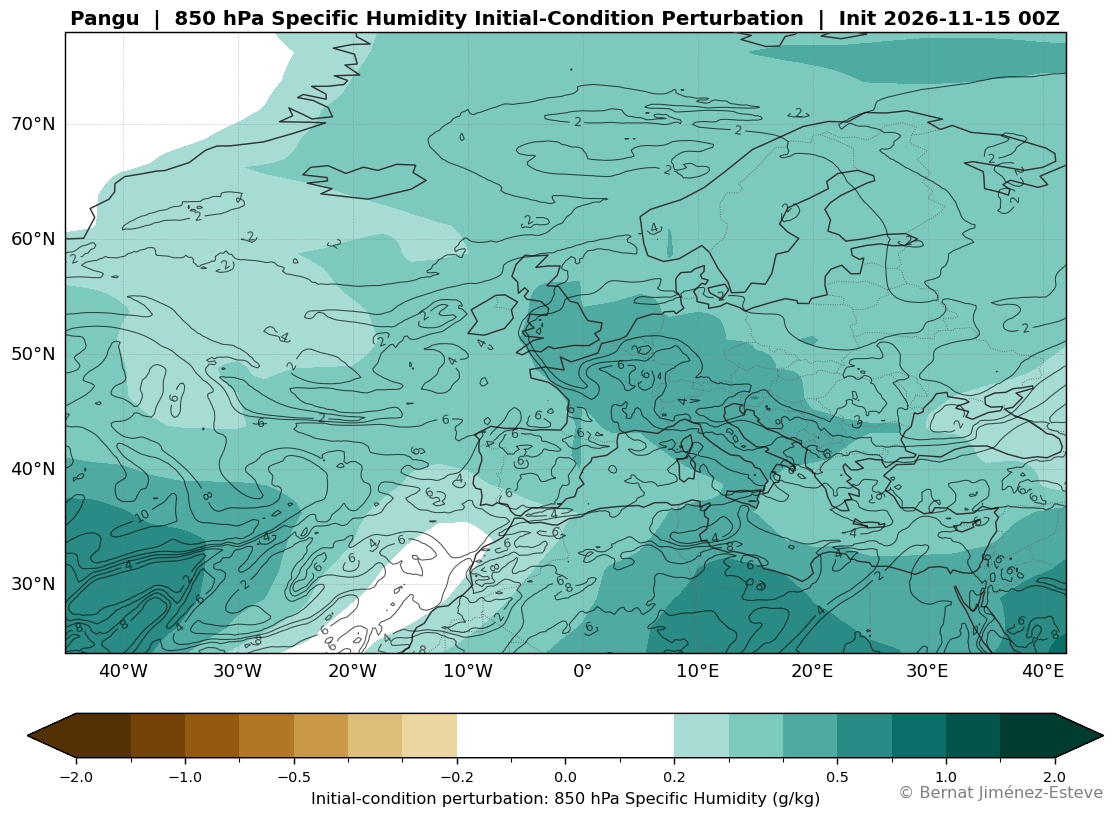 Pangu | 850 hPa Specific Humidity Initial-Condition Perturbation | Init 2026-11-15 00Z
70°N
60°N
50°N
40°N
30°N
40°W 30°W 20°W 10°W 0° 10°E 20°E 30°E 40°E
−2.0 −1.0 −0.5 −0.2 0.0 0.2 0.5 1.0 2.0
Initial-condition perturbation: 850 hPa Specific Humidity (g/kg)
© Bernat Jiménez-Esteve